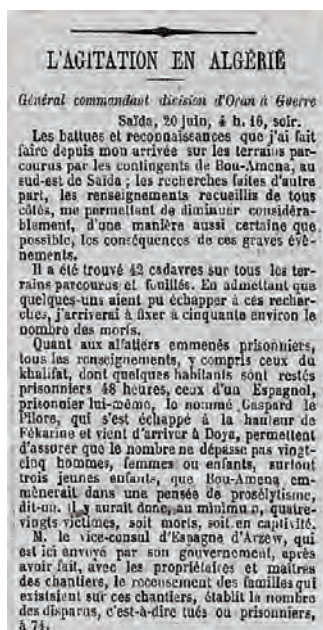 L'AGITATION EN ALGÉRIE
Général commandant division d'Oran à Guerre
Saïda, 20 juin, 4 h. 16, soir.
Les battues et reconnaissances que j'ai fait
faire depuis mon arrivée sur les terrains par-
courus par les contingents de Bou-Amena, au
sud-est de Saïda ; les recherches faites d'autre
part, les renseignements recueillis de tous
côtés, me permettent de diminuer considéra-
blement, d'une manière aussi certaine que
possible, les conséquences de ces graves évé-
nements.
Il a été trouvé 42 cadavres sur tous les ter-
rains parcourus et fouillés. En admettant que
quelques-uns aient pu échapper à ces recher-
ches, j'arriverai à fixer à cinquante environ le
nombre des morts.
Quant aux alfatiers emmenés prisonniers,
tous les renseignements, y compris ceux du
khalifat, dont quelques habitants sont restés
prisonniers 48 heures, ceux d'un Espagnol,
prisonnier lui-même, le nommé Gaspard le
Pilore, qui s'est échappé à la hauteur de
Fékarine et vient d'arriver à Doya, permettent
d'assurer que le nombre ne dépasse pas vingt-
cinq hommes, femmes ou enfants, surtout
trois jeunes enfants, que Bou-Amena em-
mènerait dans une pensée de prosélytisme,
dit-on. Il y aurait donc, au minimum, quatre-
vingts victimes, soit morts, soit en captivité.
M. le vice-consul d'Espagne d'Arzew, qui
est ici envoyé par son gouvernement, après
avoir fait, avec les propriétaires et maîtres
des chantiers, le recensement des familles qui
existaient sur ces chantiers, établit le nombre
des disparus, c'est-à-dire tués ou prisonniers,
à 74.